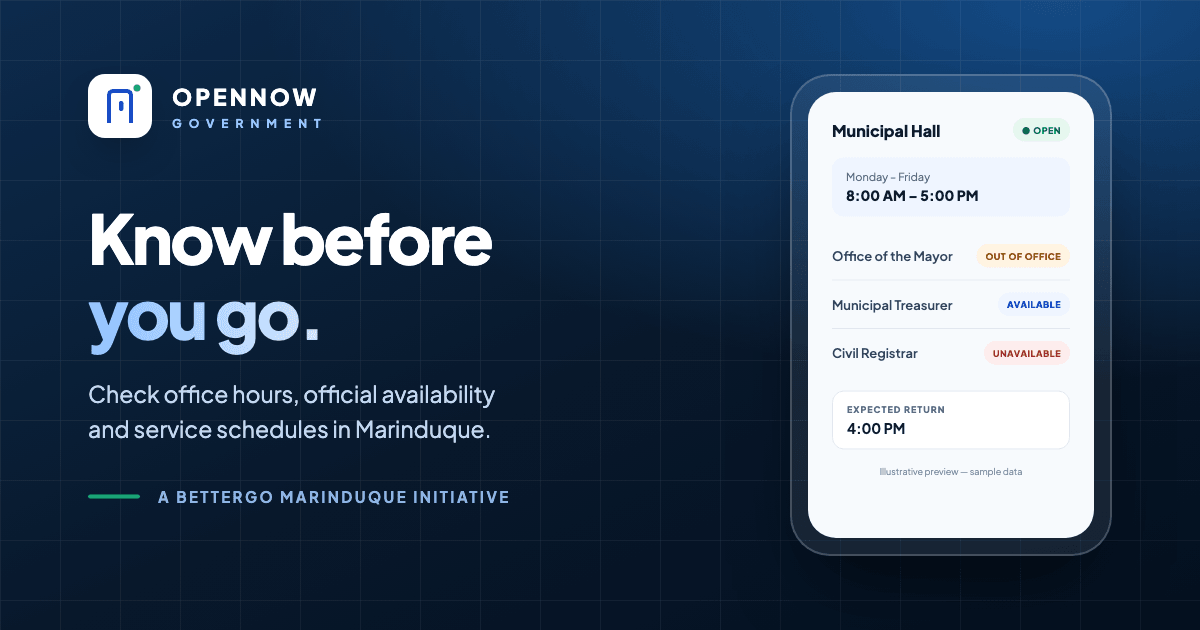 OPENNOW
GOVERNMENT
Know before
you go.
Check office hours, official availability
and service schedules in Marinduque.
A BETTERGO MARINDUQUE INITIATIVE
Municipal Hall
OPEN
Monday – Friday
8:00 AM – 5:00 PM
Office of the Mayor
OUT OF OFFICE
Municipal Treasurer
AVAILABLE
Civil Registrar
UNAVAILABLE
EXPECTED RETURN
4:00 PM
Illustrative preview — sample data